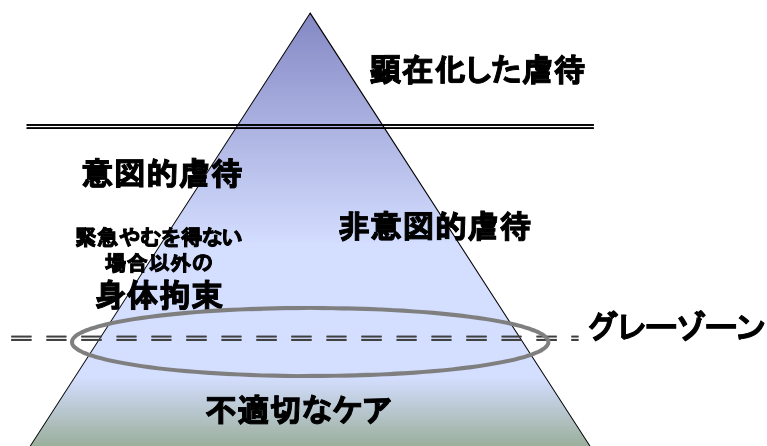 顕在化した虐待
意図的虐待
非意図的虐待
緊急やむを得ない
場合以外の
身体拘束
グレーゾーン
不適切なケア